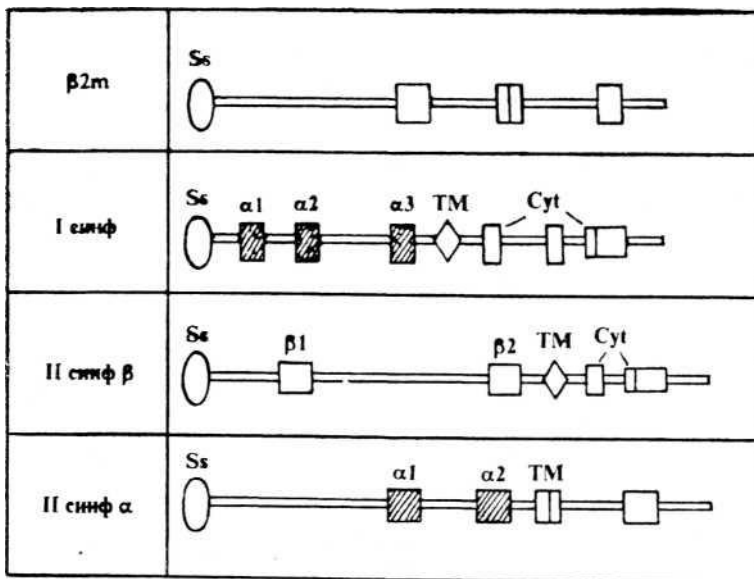 β2m
Ss
I синф
Ss α1 α2 α3 TM Cyt
II синф β
Ss β1 β2 TM Cyt
II синф α
Ss α1 α2 TM